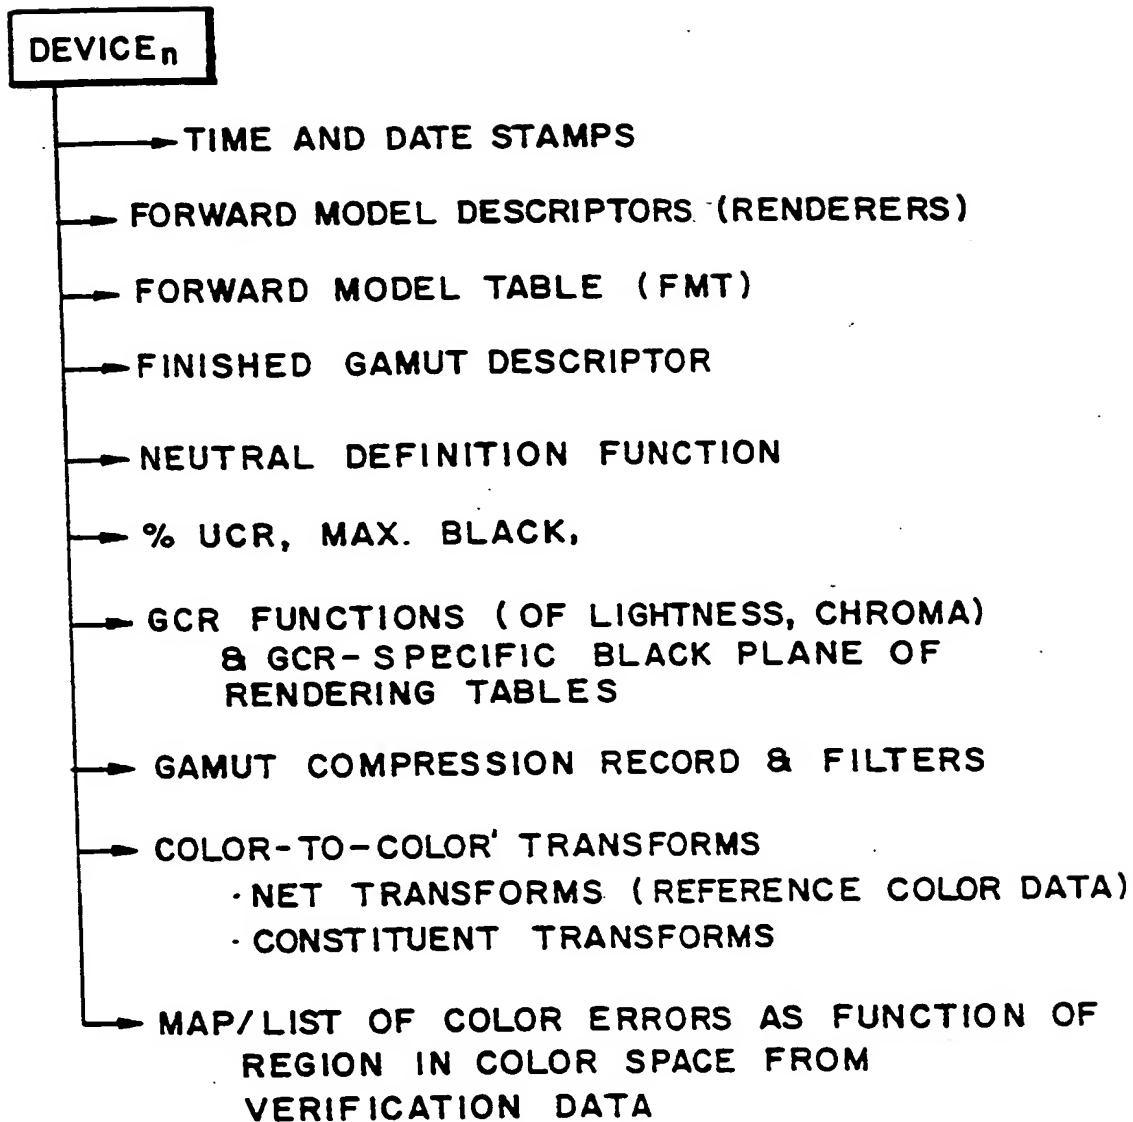 DEVICEn
TIME AND DATE STAMPS
FORWARD MODEL DESCRIPTORS (RENDERERS)
FORWARD MODEL TABLE (FMT)
FINISHED GAMUT DESCRIPTOR
NEUTRAL DEFINITION FUNCTION
% UCR, MAX. BLACK,
GCR FUNCTIONS (OF LIGHTNESS, CHROMA)
& GCR-SPECIFIC BLACK PLANE OF
RENDERING TABLES
GAMUT COMPRESSION RECORD & FILTERS
COLOR-TO-COLOR' TRANSFORMS
· NET TRANSFORMS (REFERENCE COLOR DATA)
· CONSTITUENT TRANSFORMS
MAP/LIST OF COLOR ERRORS AS FUNCTION OF
REGION IN COLOR SPACE FROM
VERIFICATION DATA